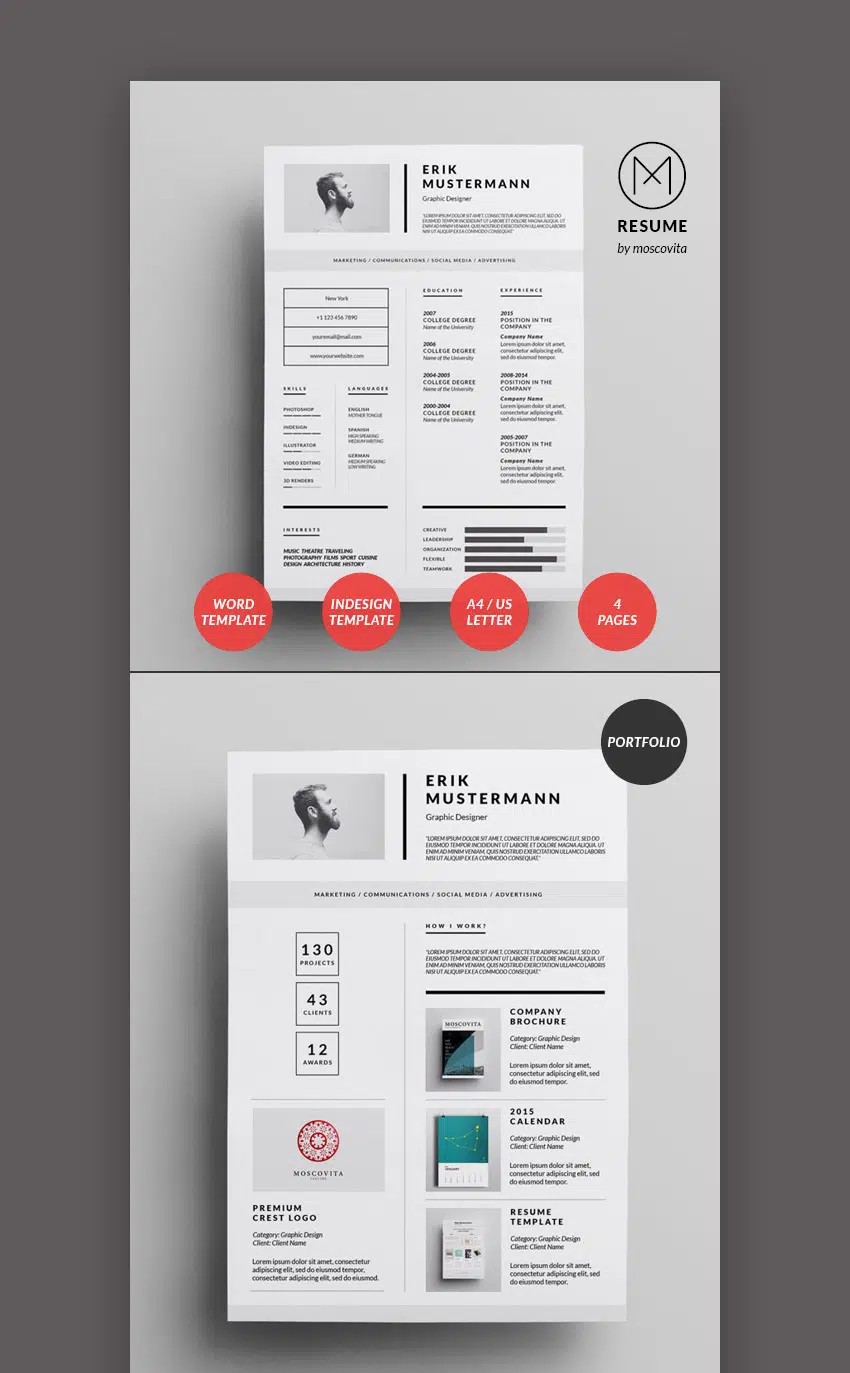 ERIK
MUSTERMANN
Graphic Designer
"LOREM IPSUM DOLOR SIT AMET, CONSECTETUR ADIPISCING ELIT, SED DO
EIUSMOD TEMPOR INCIDIDUNT UT LABORE ET DOLORE MAGNA ALIQUA. UT
ENIM AD MINIM VENIAM, QUIS NOSTRUD EXERCITATION ULLAMCO LABORIS
NISI UT ALIQUIP EX EA COMMODO CONSEQUAT."
RESUME
by moscovita
MARKETING / COMMUNICATIONS / SOCIAL MEDIA / ADVERTISING
New York
+1 123 456 7890
youremail@mail.com
www.yourwebsite.com
SKILLS
PHOTOSHOP
INDESIGN
ILLUSTRATOR
VIDEO EDITING
3D RENDERS
LANGUAGES
ENGLISH
MOTHER TONGUE
SPANISH
HIGH SPEAKING
MEDIUM WRITING
GERMAN
MEDIUM SPEAKING
LOW WRITING
INTERESTS
MUSIC THEATRE TRAVELING
PHOTOGRAPHY FILMS SPORT CUISINE
DESIGN ARCHITECTURE HISTORY
EDUCATION
2007
COLLEGE DEGREE
Name of the University
2006
COLLEGE DEGREE
Name of the University
2004-2005
COLLEGE DEGREE
Name of the University
2000-2004
COLLEGE DEGREE
Name of the University
EXPERIENCE
2015
POSITION IN THE
COMPANY
Company Name
Lorem ipsum dolor sit amet,
consectetur adipiscing elit,
sed do eiusmod tempor.
2008-2014
POSITION IN THE
COMPANY
Company Name
Lorem ipsum dolor sit amet,
consectetur adipiscing elit,
sed do eiusmod tempor.
2005-2007
POSITION IN THE
COMPANY
Company Name
Lorem ipsum dolor sit amet,
consectetur adipiscing elit,
sed do eiusmod tempor.
CREATIVE
LEADERSHIP
ORGANIZATION
FLEXIBLE
TEAMWORK
WORD
TEMPLATE
INDESIGN
TEMPLATE
A4 / US
LETTER
4
PAGES
PORTFOLIO
ERIK
MUSTERMANN
Graphic Designer
"LOREM IPSUM DOLOR SIT AMET, CONSECTETUR ADIPISCING ELIT, SED DO
EIUSMOD TEMPOR INCIDIDUNT UT LABORE ET DOLORE MAGNA ALIQUA. UT
ENIM AD MINIM VENIAM, QUIS NOSTRUD EXERCITATION ULLAMCO LABORIS
NISI UT ALIQUIP EX EA COMMODO CONSEQUAT."
MARKETING / COMMUNICATIONS / SOCIAL MEDIA / ADVERTISING
130
PROJECTS
43
CLIENTS
12
AWARDS
MOSCOVITA
PREMIUM
CREST LOGO
Category: Graphic Design
Client: Client Name
Lorem ipsum dolor sit amet, consectetur
adipiscing elit, sed do eiusmod tempor,
consectetur adipiscing elit, sed do eiusmod.
HOW I WORK?
"LOREM IPSUM DOLOR SIT AMET, CONSECTETUR ADIPISCING ELIT, SED DO
EIUSMOD TEMPOR INCIDIDUNT UT LABORE ET DOLORE MAGNA ALIQUA. UT
ENIM AD MINIM VENIAM, QUIS NOSTRUD EXERCITATION ULLAMCO LABORIS
NISI UT ALIQUIP EX EA COMMODO CONSEQUAT."
MOSCOVITA
COMPANY
BROCHURE
Category: Graphic Design
Client: Client Name
Lorem ipsum dolor sit amet,
consectetur adipiscing elit, sed
do eiusmod tempor.
2015
CALENDAR
Category: Graphic Design
Client: Client Name
Lorem ipsum dolor sit amet,
consectetur adipiscing elit, sed
do eiusmod tempor.
RESUME
TEMPLATE
Category: Graphic Design
Client: Client Name
Lorem ipsum dolor sit amet,
consectetur adipiscing elit, sed
do eiusmod tempor.